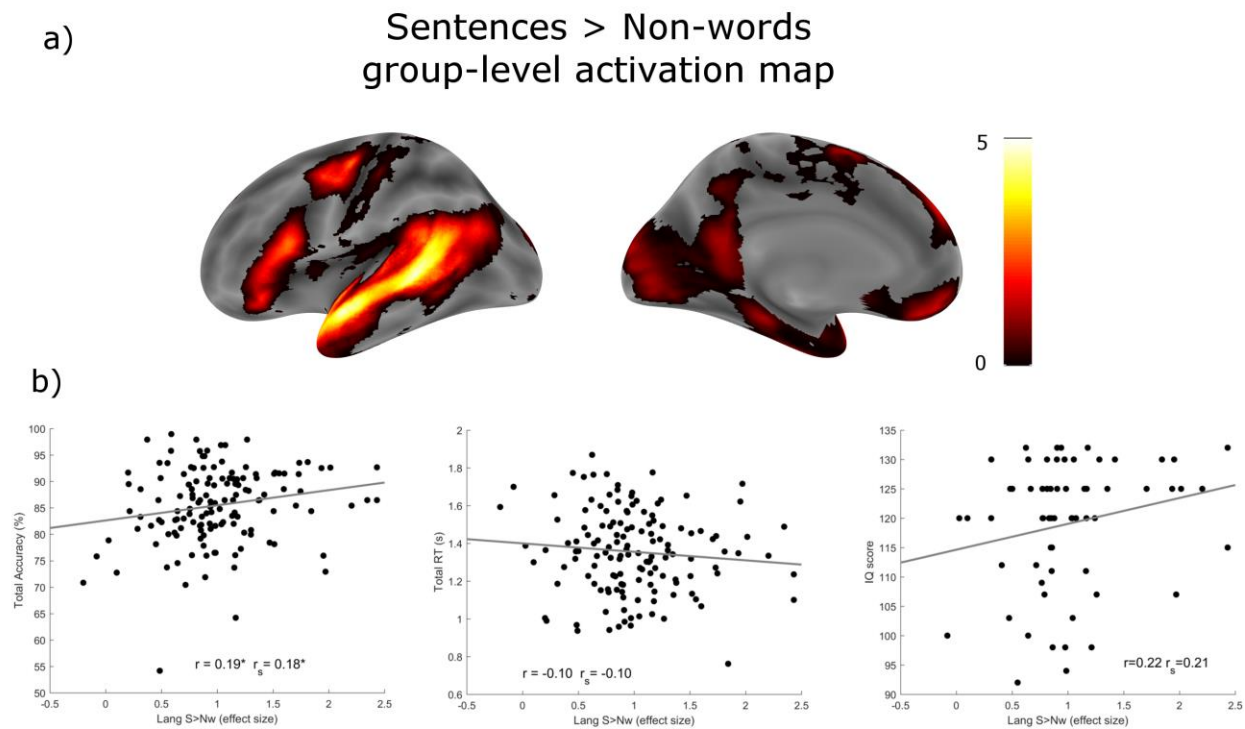 a)
Sentences > Non-words
group-level activation map
5
0
b)
100
95
90
85
80
75
70
65
60
55
50
Total Accuracy (%)
-0.5 0 0.5 1 1.5 2 2.5
Lang S>Nw (effect size)
r = 0.19* rs = 0.18*
2
1.8
1.6
1.4
1.2
1
0.8
0.6
Total RT (s)
-0.5 0 0.5 1 1.5 2 2.5
Lang S>Nw (effect size)
r = -0.10 rs = -0.10
135
130
125
120
115
110
105
100
95
90
IQ score
-0.5 0 0.5 1 1.5 2 2.5
Lang S>Nw (effect size)
r=0.22 rs=0.21